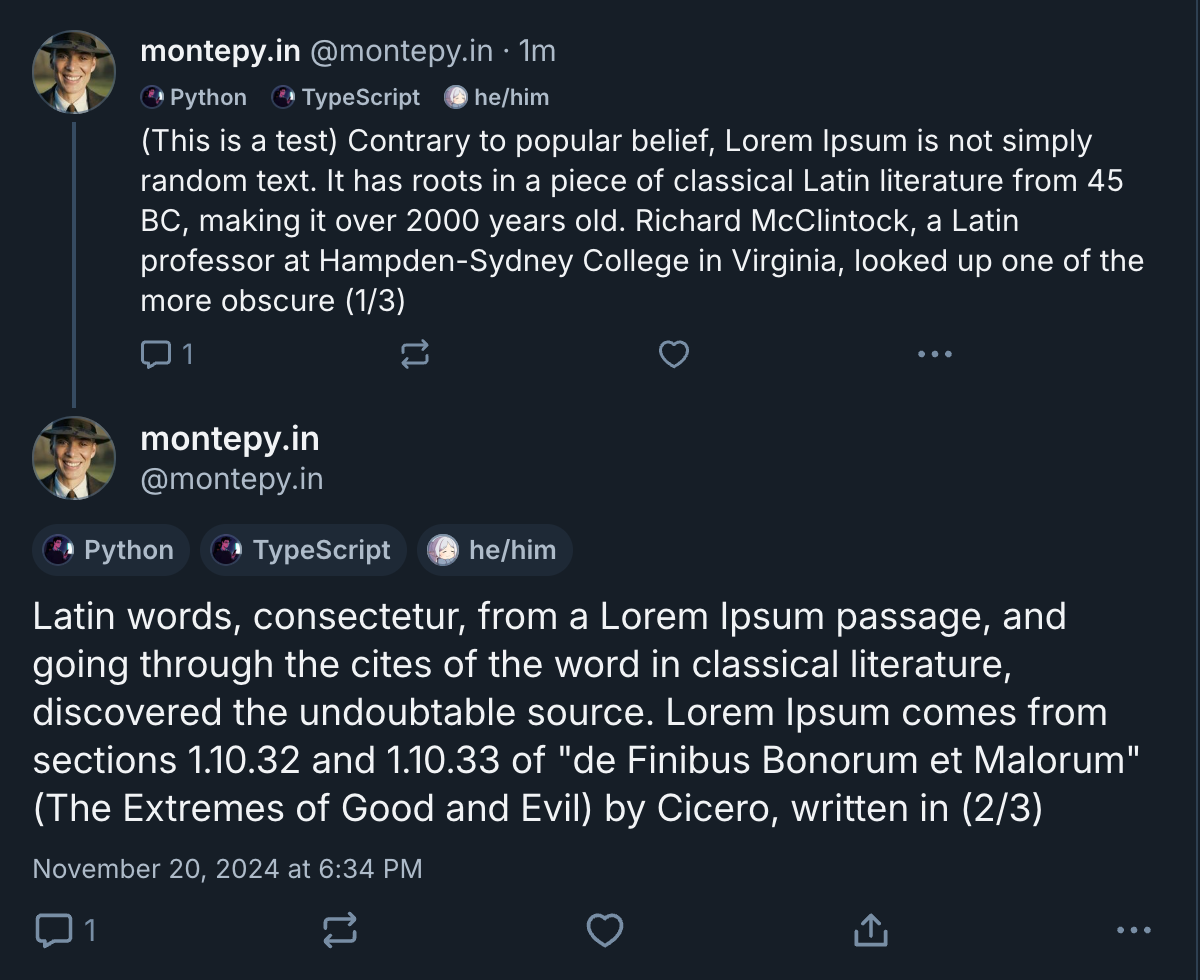 montepy.in @montepy.in · 1m
Python TypeScript he/him
(This is a test) Contrary to popular belief, Lorem Ipsum is not simply
random text. It has roots in a piece of classical Latin literature from 45
BC, making it over 2000 years old. Richard McClintock, a Latin
professor at Hampden-Sydney College in Virginia, looked up one of the
more obscure (1/3)
1
montepy.in
@montepy.in
Python TypeScript he/him
Latin words, consectetur, from a Lorem Ipsum passage, and
going through the cites of the word in classical literature,
discovered the undoubtable source. Lorem Ipsum comes from
sections 1.10.32 and 1.10.33 of "de Finibus Bonorum et Malorum"
(The Extremes of Good and Evil) by Cicero, written in (2/3)
November 20, 2024 at 6:34 PM
1